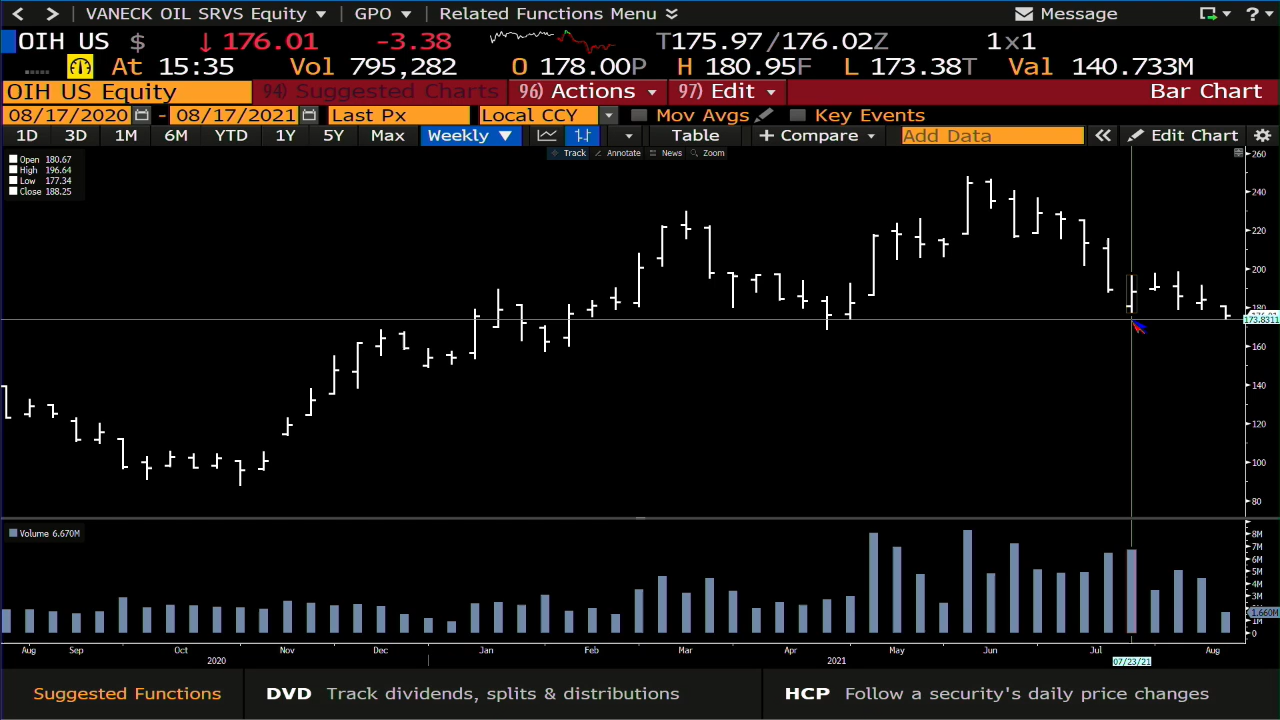 < > VANECK OIL SRVS Equity GPO Related Functions Menu Message ?
OIH US $ ↓ 176.01 -3.38 T175.97/176.02Z 1x1
At 15:35 Vol 795,282 O 178.00P H 180.95F L 173.38T Val 140.733M
OIH US Equity 94) Suggested Charts 96) Actions 97) Edit Bar Chart
08/17/2020 - 08/17/2021 Last Px Local CCY Mov Avgs Key Events
1D 3D 1M 6M YTD 1Y 5Y Max Weekly ▼ Table + Compare Add Data « Edit Chart
Track Annotate News Zoom
Open 180.67
High 196.64
Low 177.34
Close 188.25
260
240
220
200
180
173.8311
160
140
120
100
80
Volume 6.670M
8M
7M
6M
5M
4M
3M
1.660M
1M
0
Aug Sep Oct Nov Dec Jan Feb Mar Apr May Jun Jul Aug
2020 2021 07/23/21
Suggested Functions DVD Track dividends, splits & distributions HCP Follow a security's daily price changes